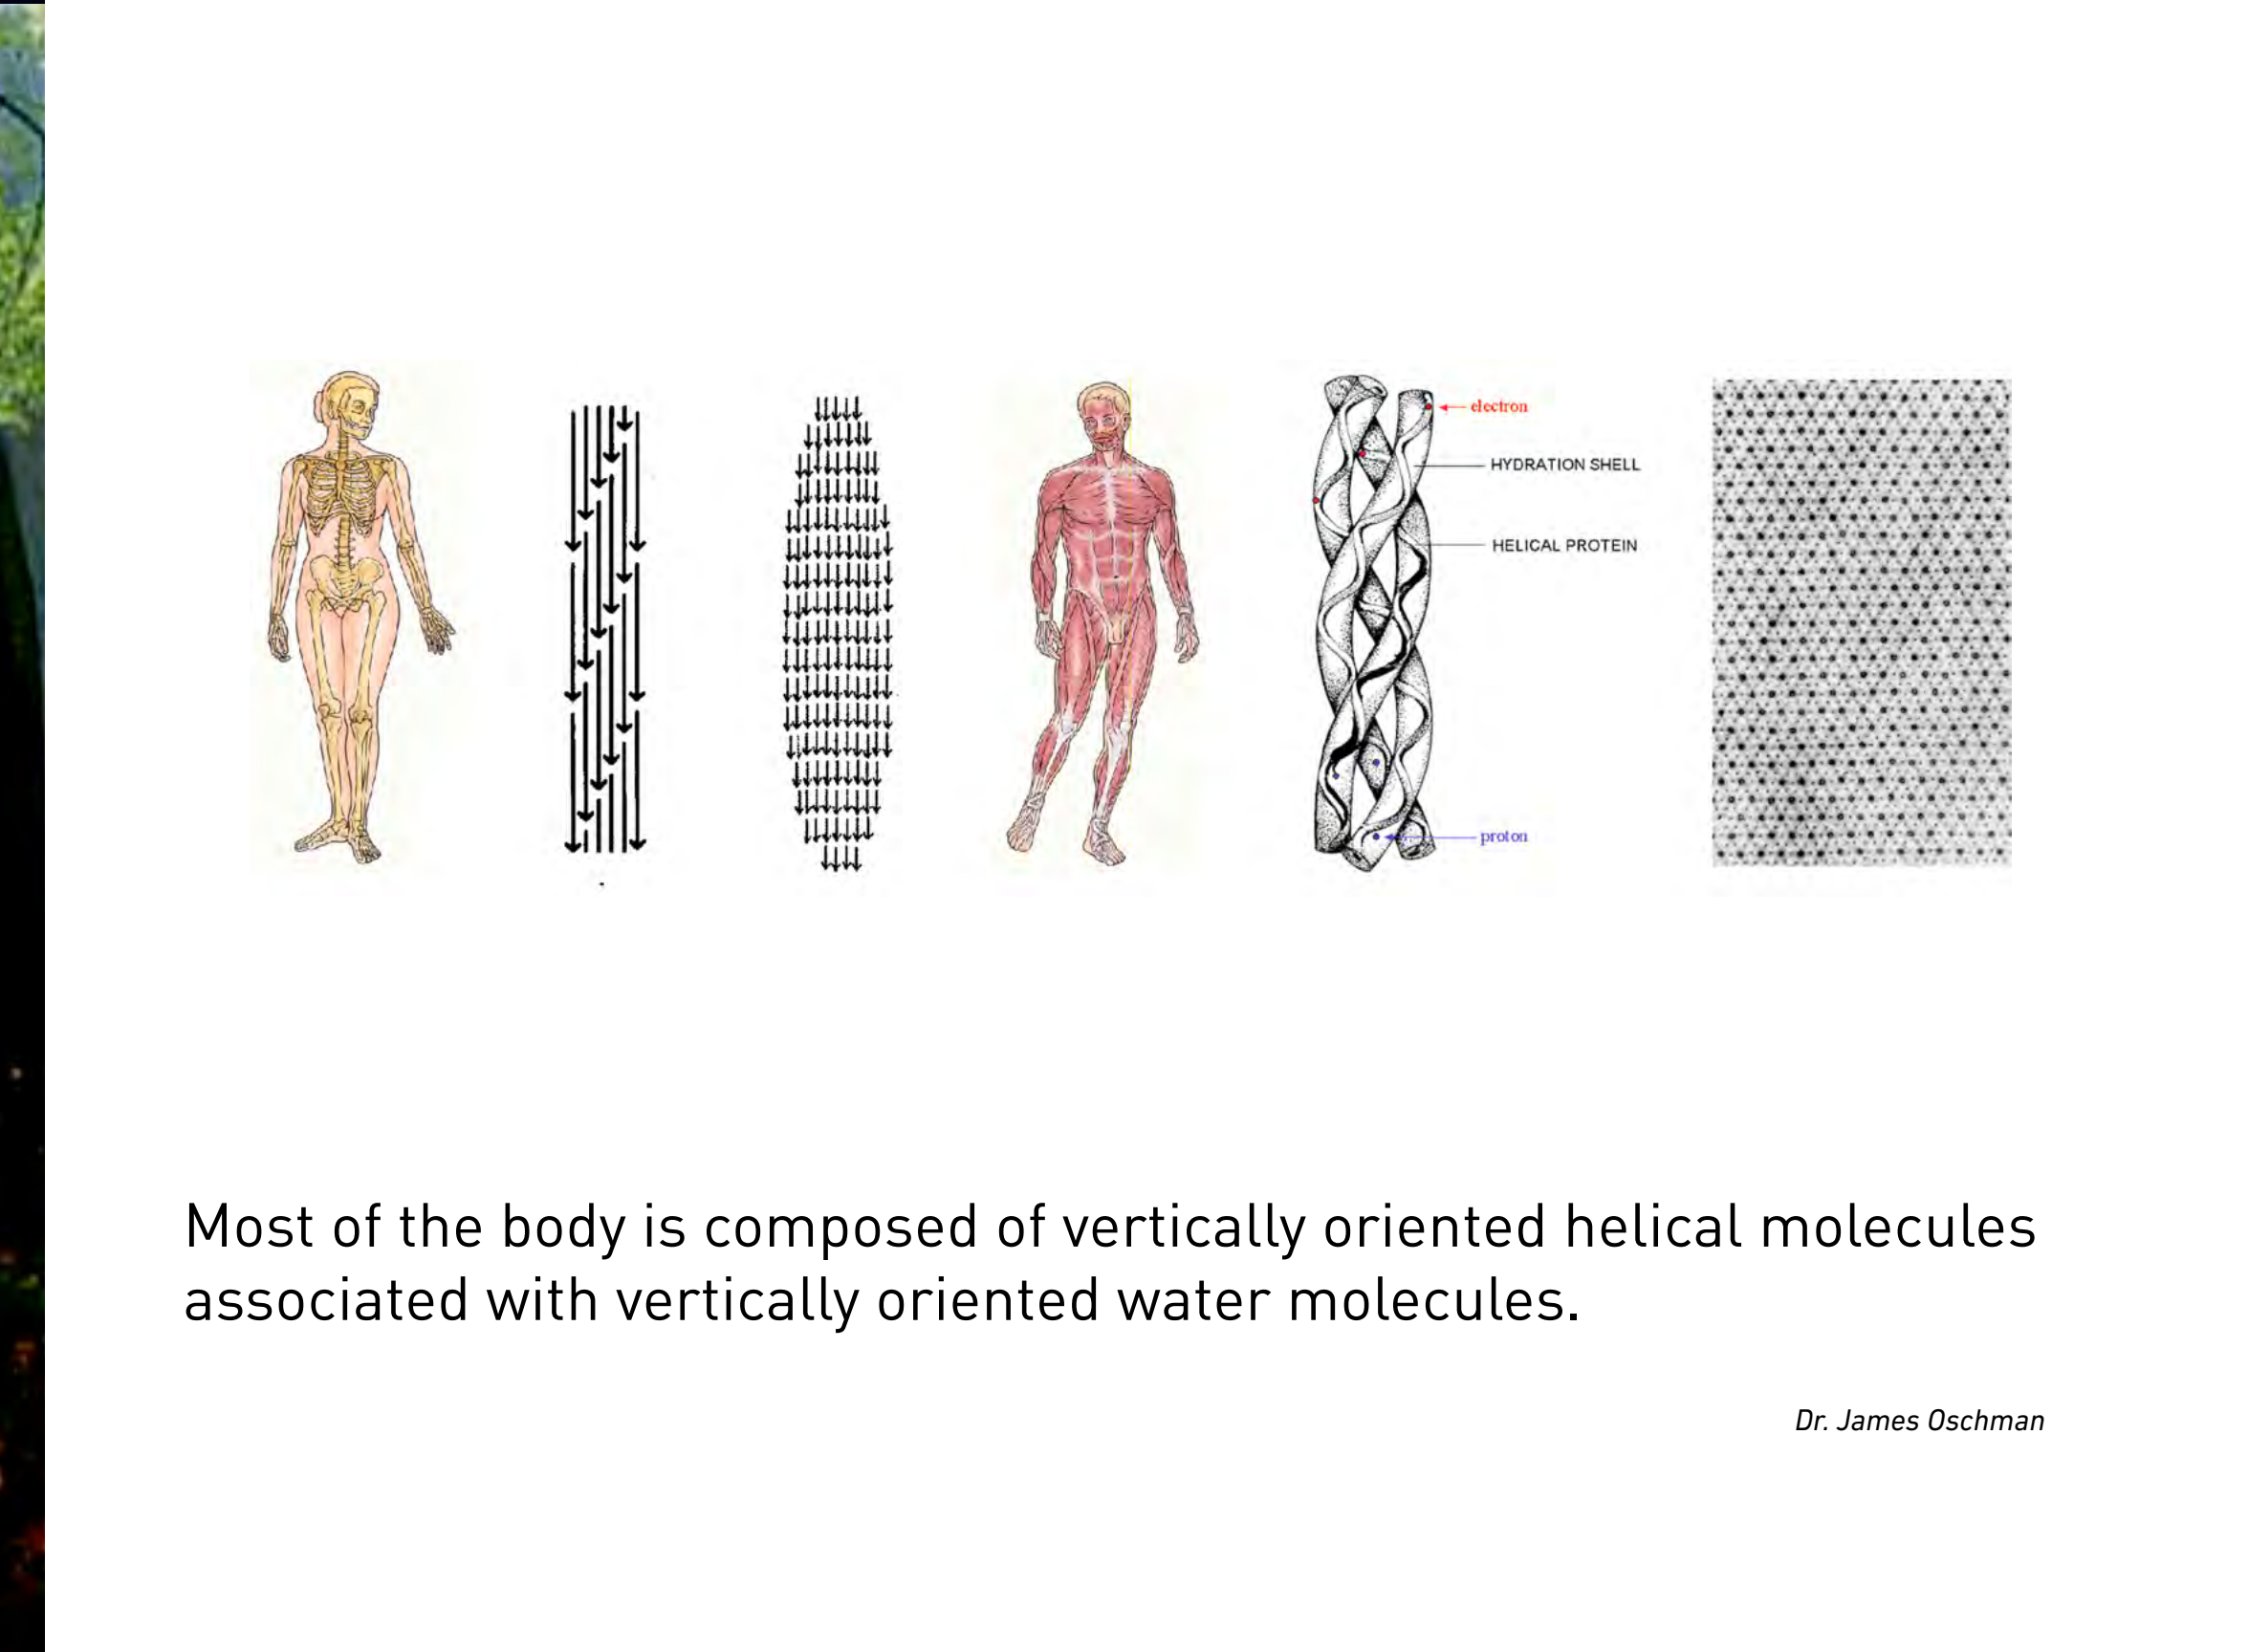 electron
HYDRATION SHELL
HELICAL PROTEIN
proton
Most of the body is composed of vertically oriented helical molecules
associated with vertically oriented water molecules.
Dr. James Oschman